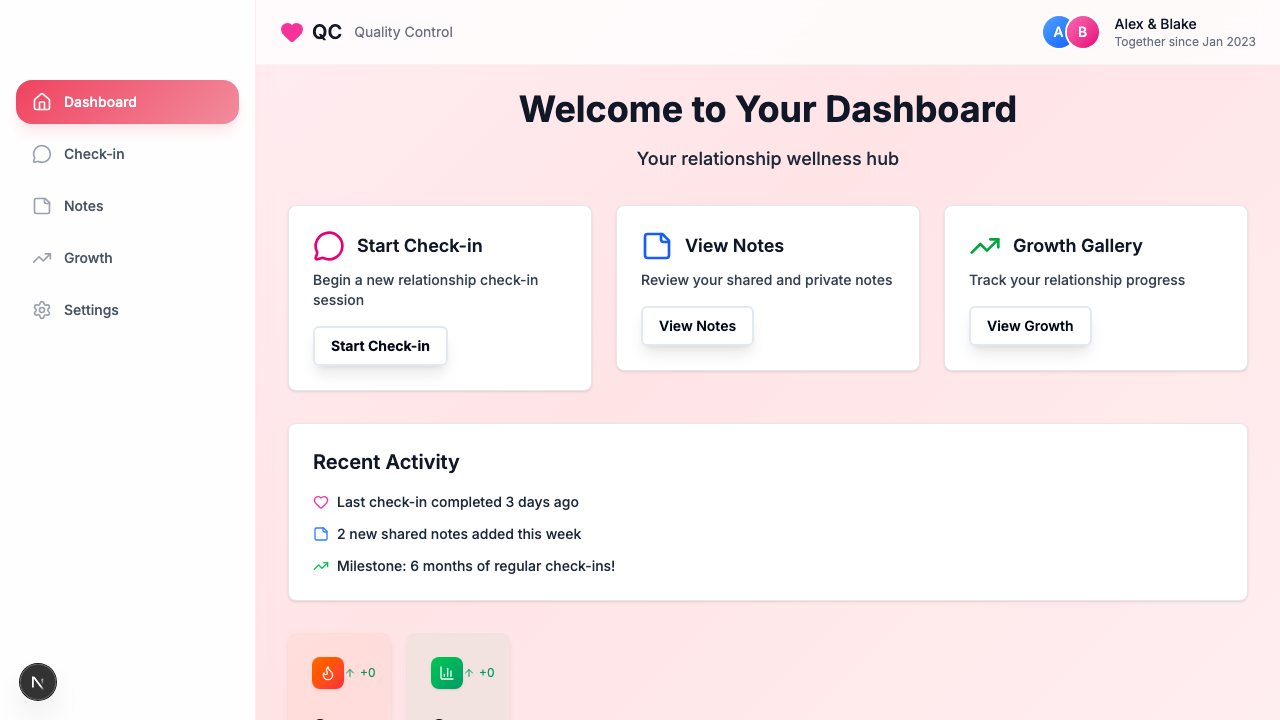 QC Quality Control
A B
Alex & Blake
Together since Jan 2023
Dashboard
Check-in
Notes
Growth
Settings
Welcome to Your Dashboard
Your relationship wellness hub
Start Check-in
Begin a new relationship check-in
session
Start Check-in
View Notes
Review your shared and private notes
View Notes
Growth Gallery
Track your relationship progress
View Growth
Recent Activity
Last check-in completed 3 days ago
2 new shared notes added this week
Milestone: 6 months of regular check-ins!
↑ +0
↑ +0
N